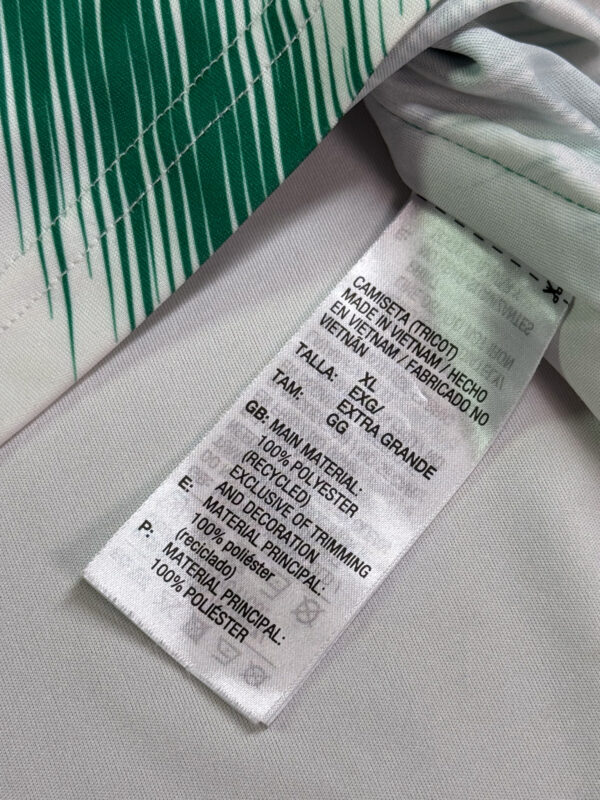 CAMISETA (TRICOT)
MADE IN VIETNAM / HECHO
EN VIETNAM / FABRICADO NO
VIETNÃN
TALLA: XL
EXG/
EXTRA GRANDE
TAM: GG
GB: MAIN MATERIAL:
100% POLYESTER
(RECYCLED)
EXCLUSIVE OF TRIMMING
AND DECORATION
E: MATERIAL PRINCIPAL:
100% poliéster
(reciclado)
P: MATERIAL PRINCIPAL:
100% POLIÉSTER